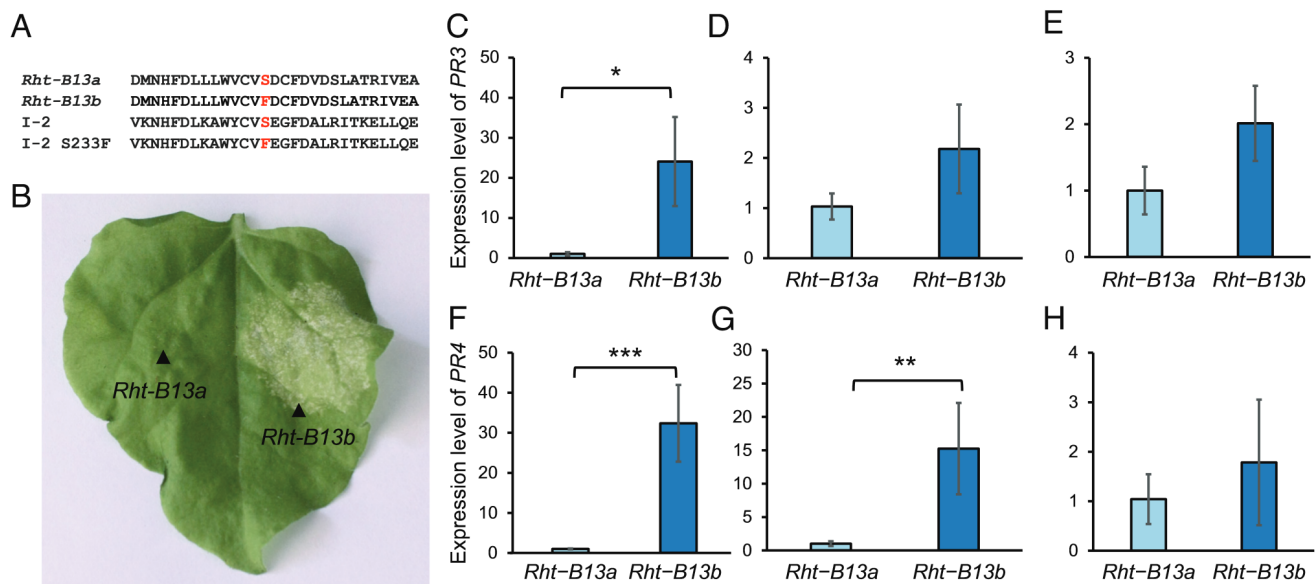 A
Rht-B13a DMNHFDLLLWVCVSDCFDVDSLATRIVEA
Rht-B13b DMNHFDLLLWVCVFDCFDVDSLATRIVEA
I-2 VKNHFDLKAWYCVSEGFDALRITKELLQE
I-2 S233F VKNHFDLKAWYCVFEGFDALRITKELLQE
B
Rht-B13a
Rht-B13b
C
Expression level of PR3
50
40
30
20
10
0
*
Rht−B13a Rht−B13b
D
4
3
2
1
0
Rht−B13a Rht−B13b
E
3
2
1
0
Rht−B13a Rht−B13b
F
Expression level of PR4
50
40
30
20
10
0
***
Rht−B13a Rht−B13b
G
30
25
20
15
10
5
0
**
Rht−B13a Rht−B13b
H
4
3
2
1
0
Rht−B13a Rht−B13b